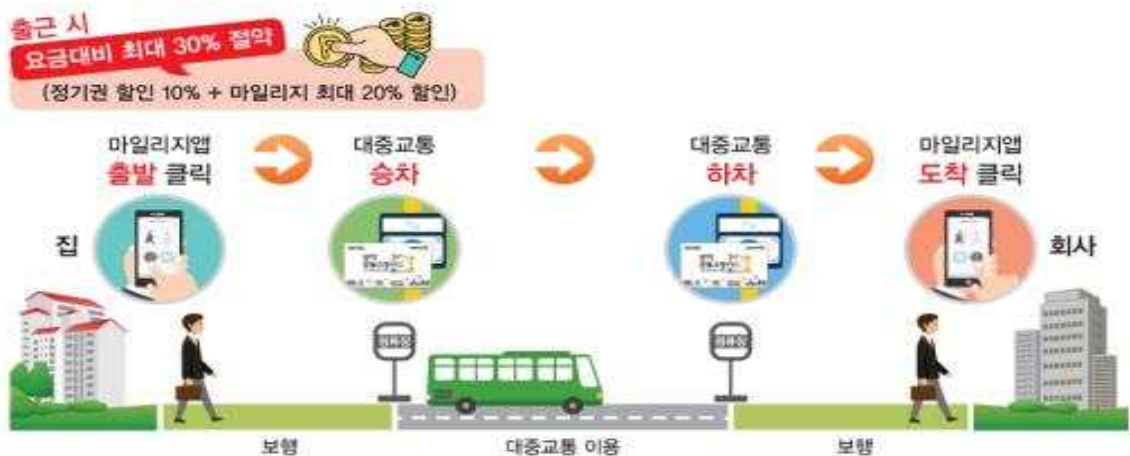 출근 시
요금대비 최대 30% 절약
(정기권 할인 10% + 마일리지 최대 20% 할인)
마일리지앱
출발 클릭
대중교통
승차
대중교통
하차
마일리지앱
도착 클릭
집
회사
보행
대중교통 이용
보행